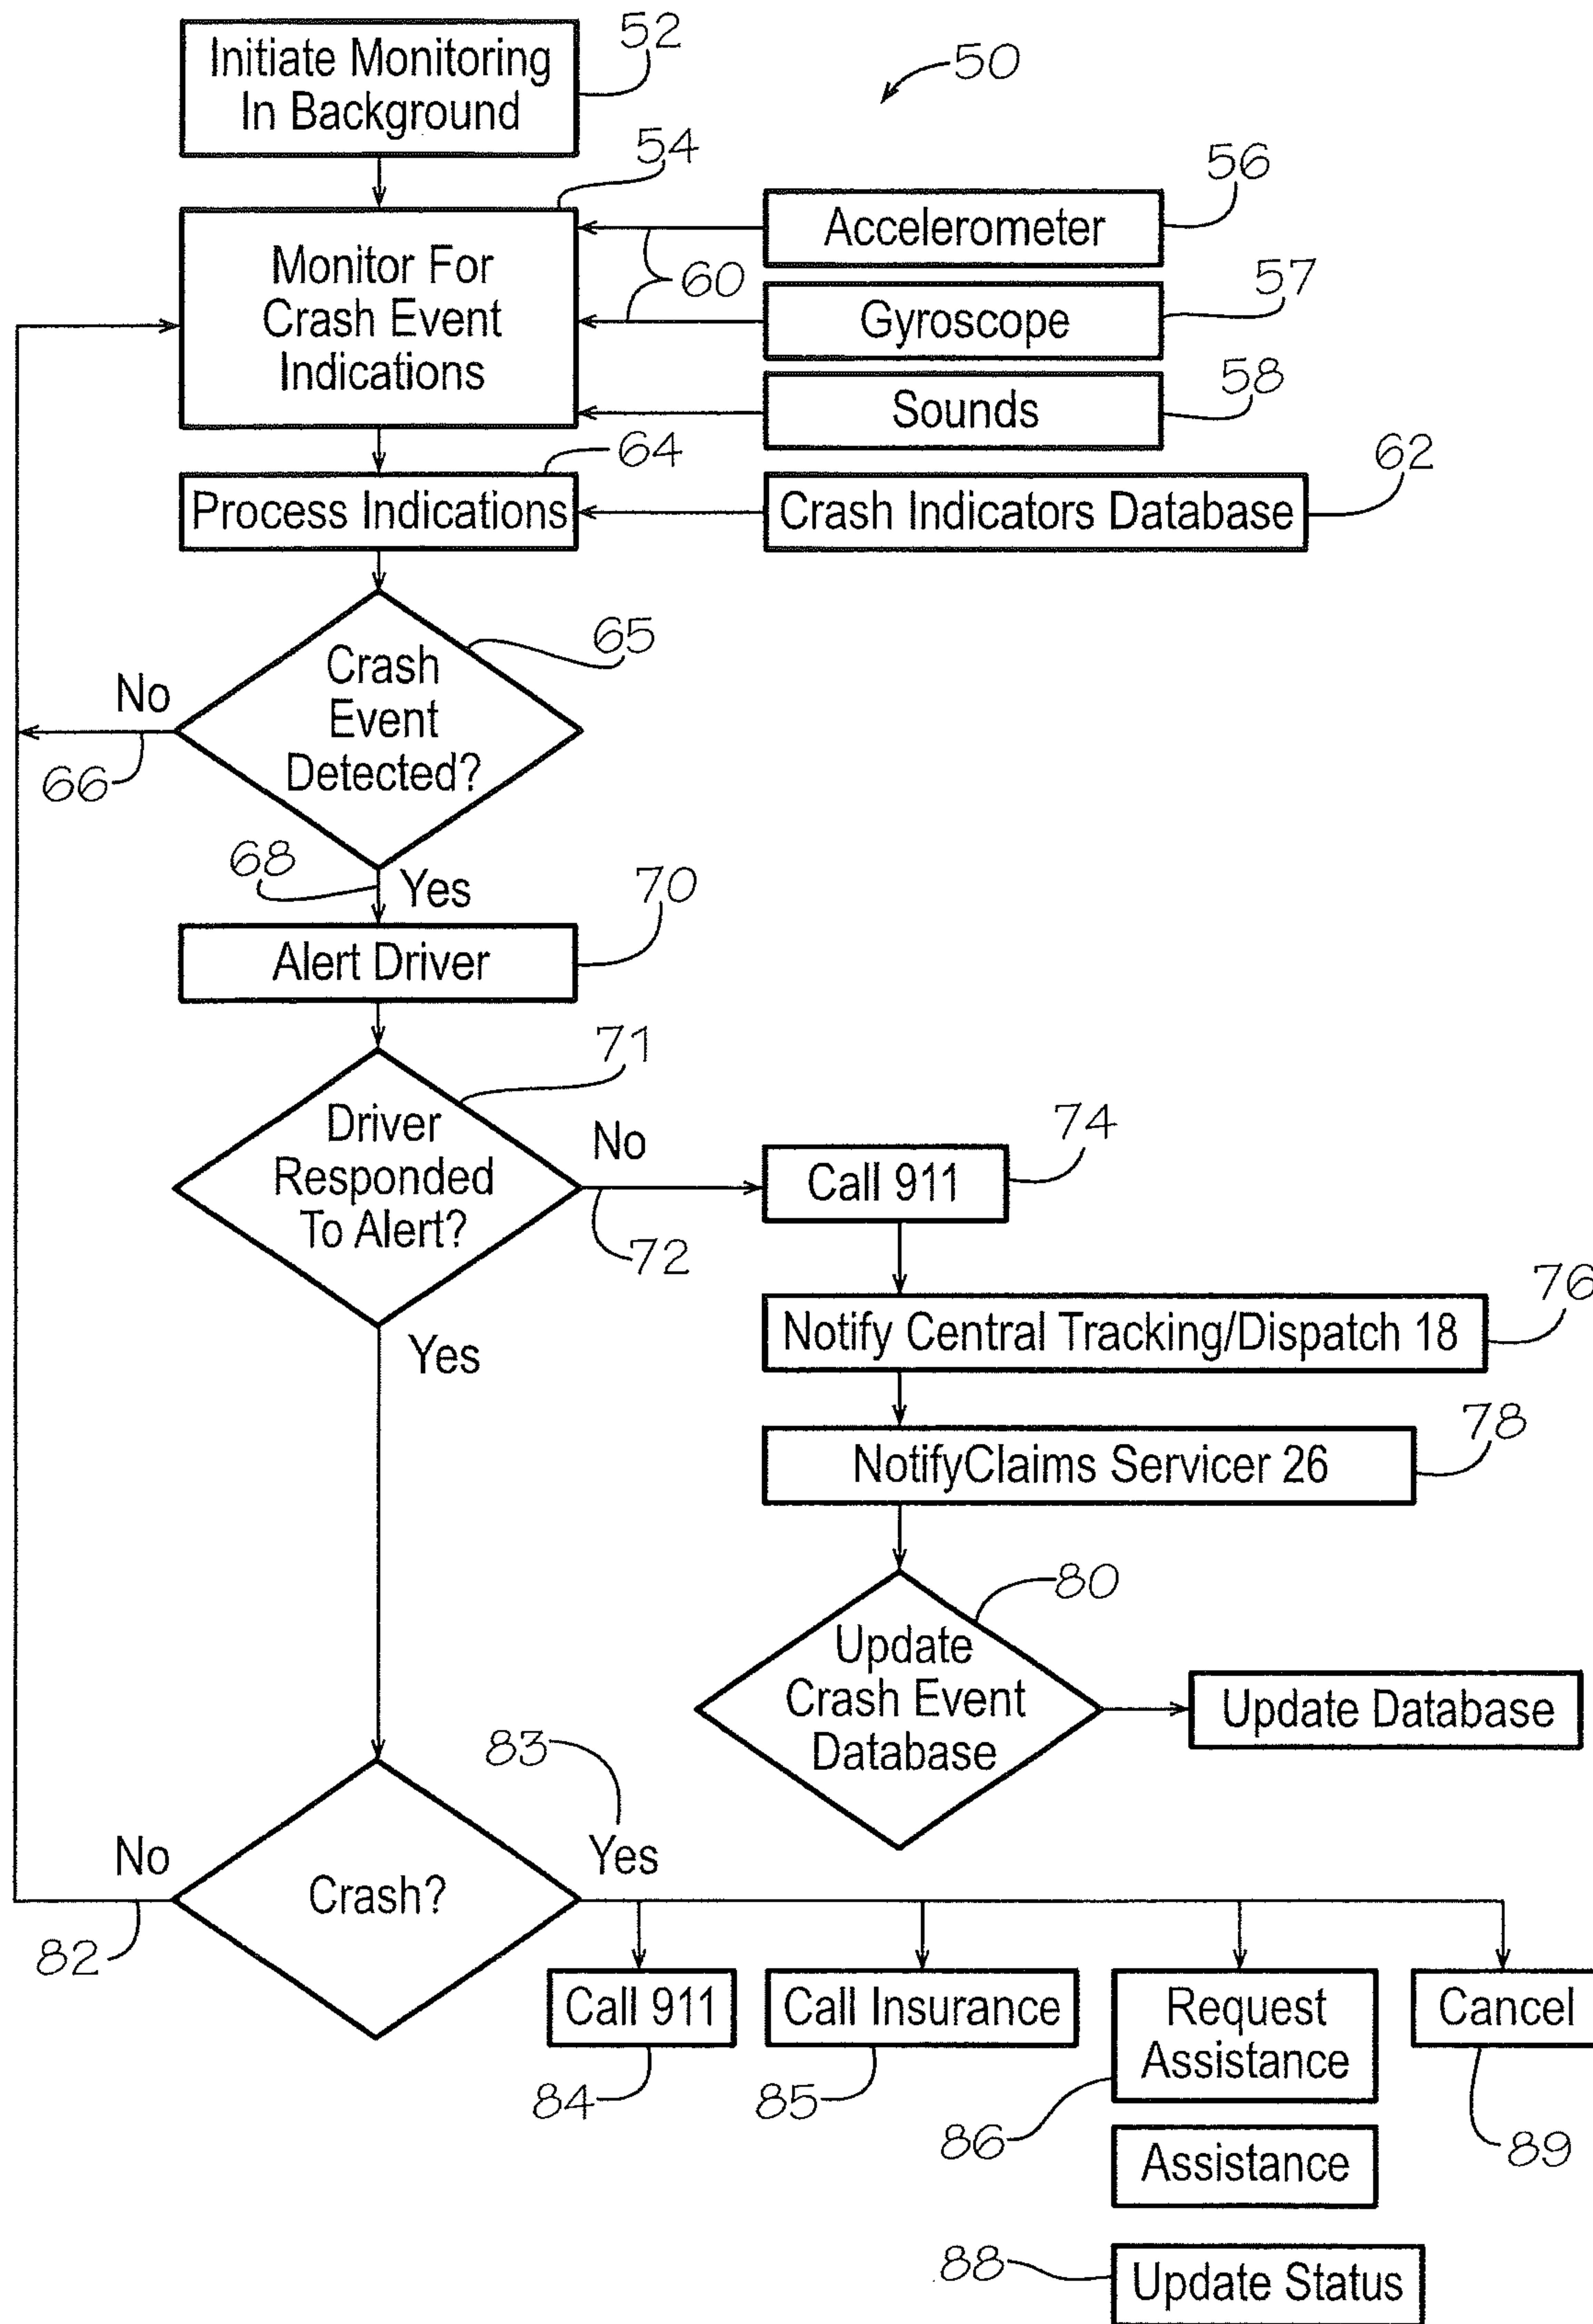 Initiate Monitoring
In Background
52
50
54
Monitor For
Crash Event
Indications
Accelerometer
56
60
Gyroscope
57
Sounds
58
64
Process Indications
Crash Indicators Database
62
65
Crash
Event
Detected?
No
66
68
Yes
70
Alert Driver
71
Driver
Responded
To Alert?
No
72
Call 911
74
Yes
Notify Central Tracking/Dispatch 18
76
NotifyClaims Servicer 26
78
80
Update
Crash Event
Database
Update Database
83
No
Crash?
Yes
82
Call 911
84
Call Insurance
85
Request
Assistance
86
Cancel
89
Assistance
88
Update Status